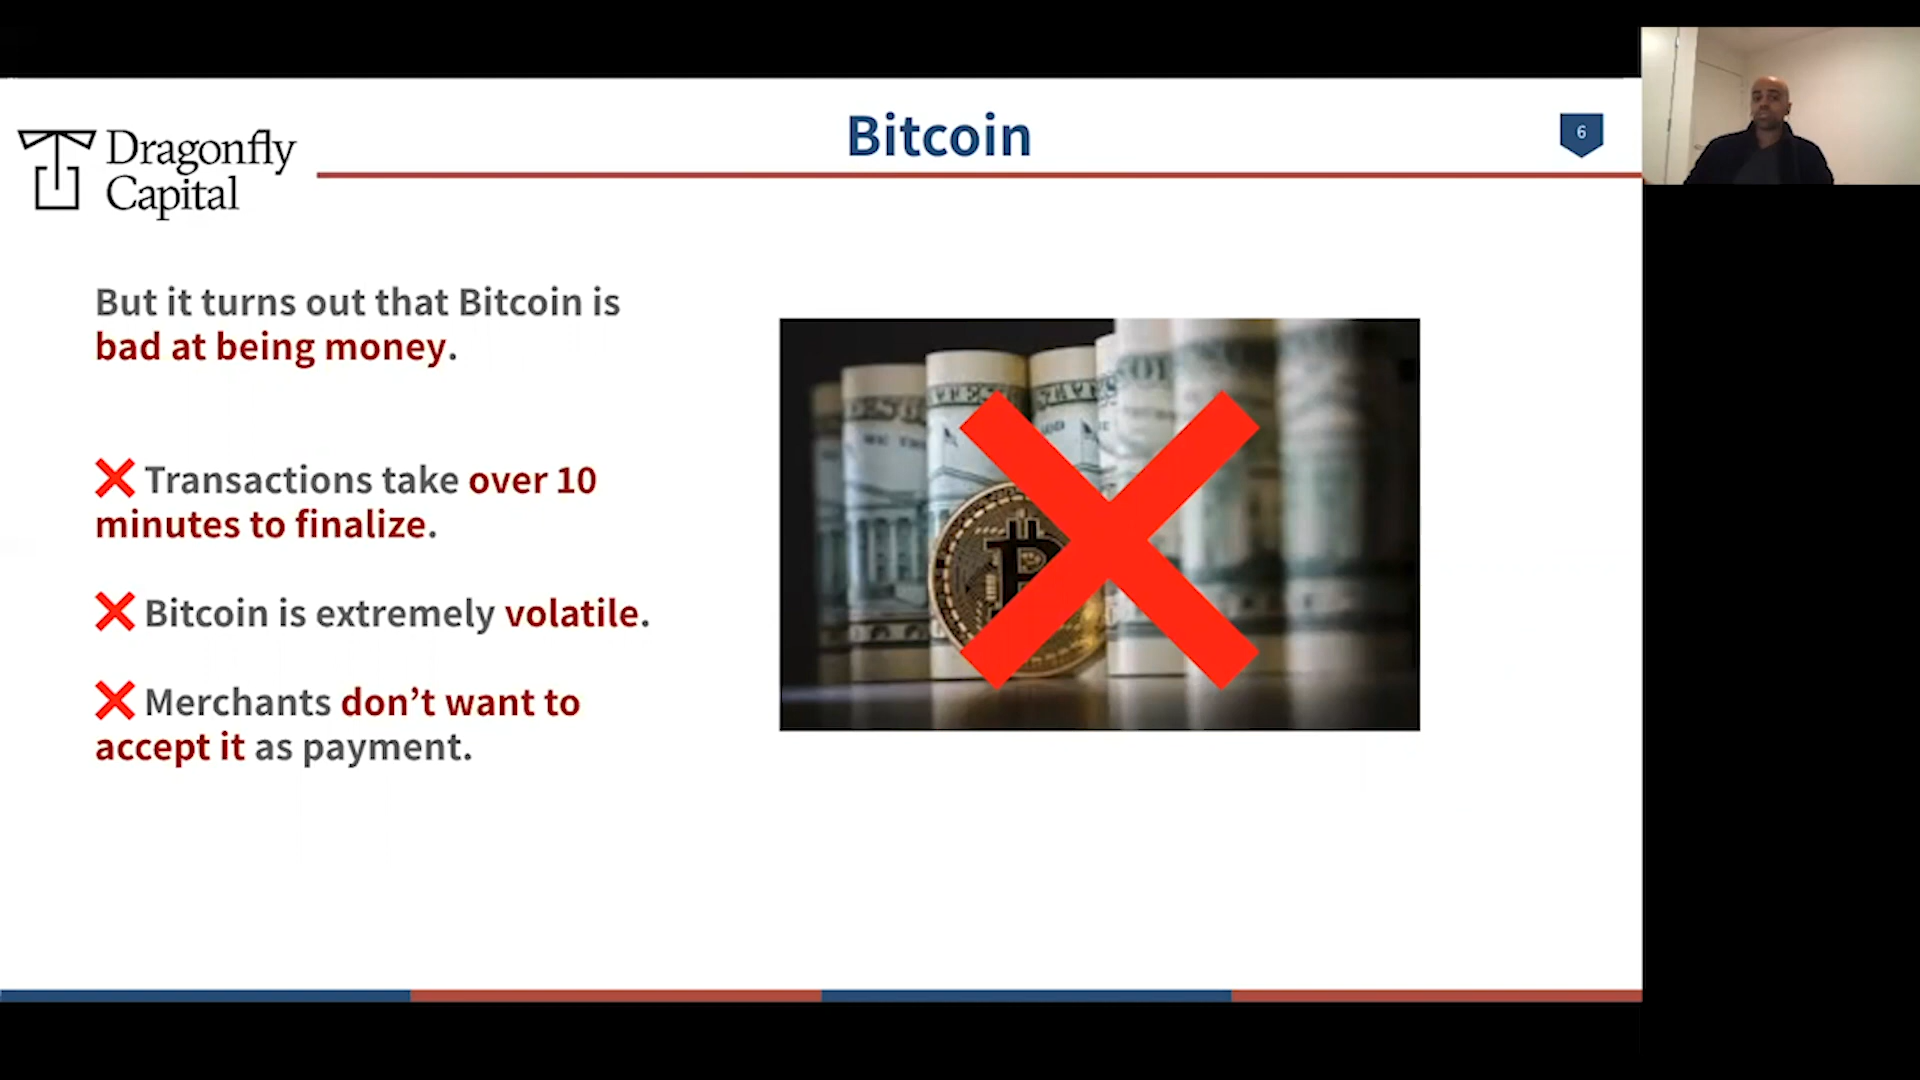 Dragonfly
Capital
Bitcoin
6
But it turns out that Bitcoin is
bad at being money.
❌ Transactions take over 10
minutes to finalize.
❌ Bitcoin is extremely volatile.
❌ Merchants don’t want to
accept it as payment.